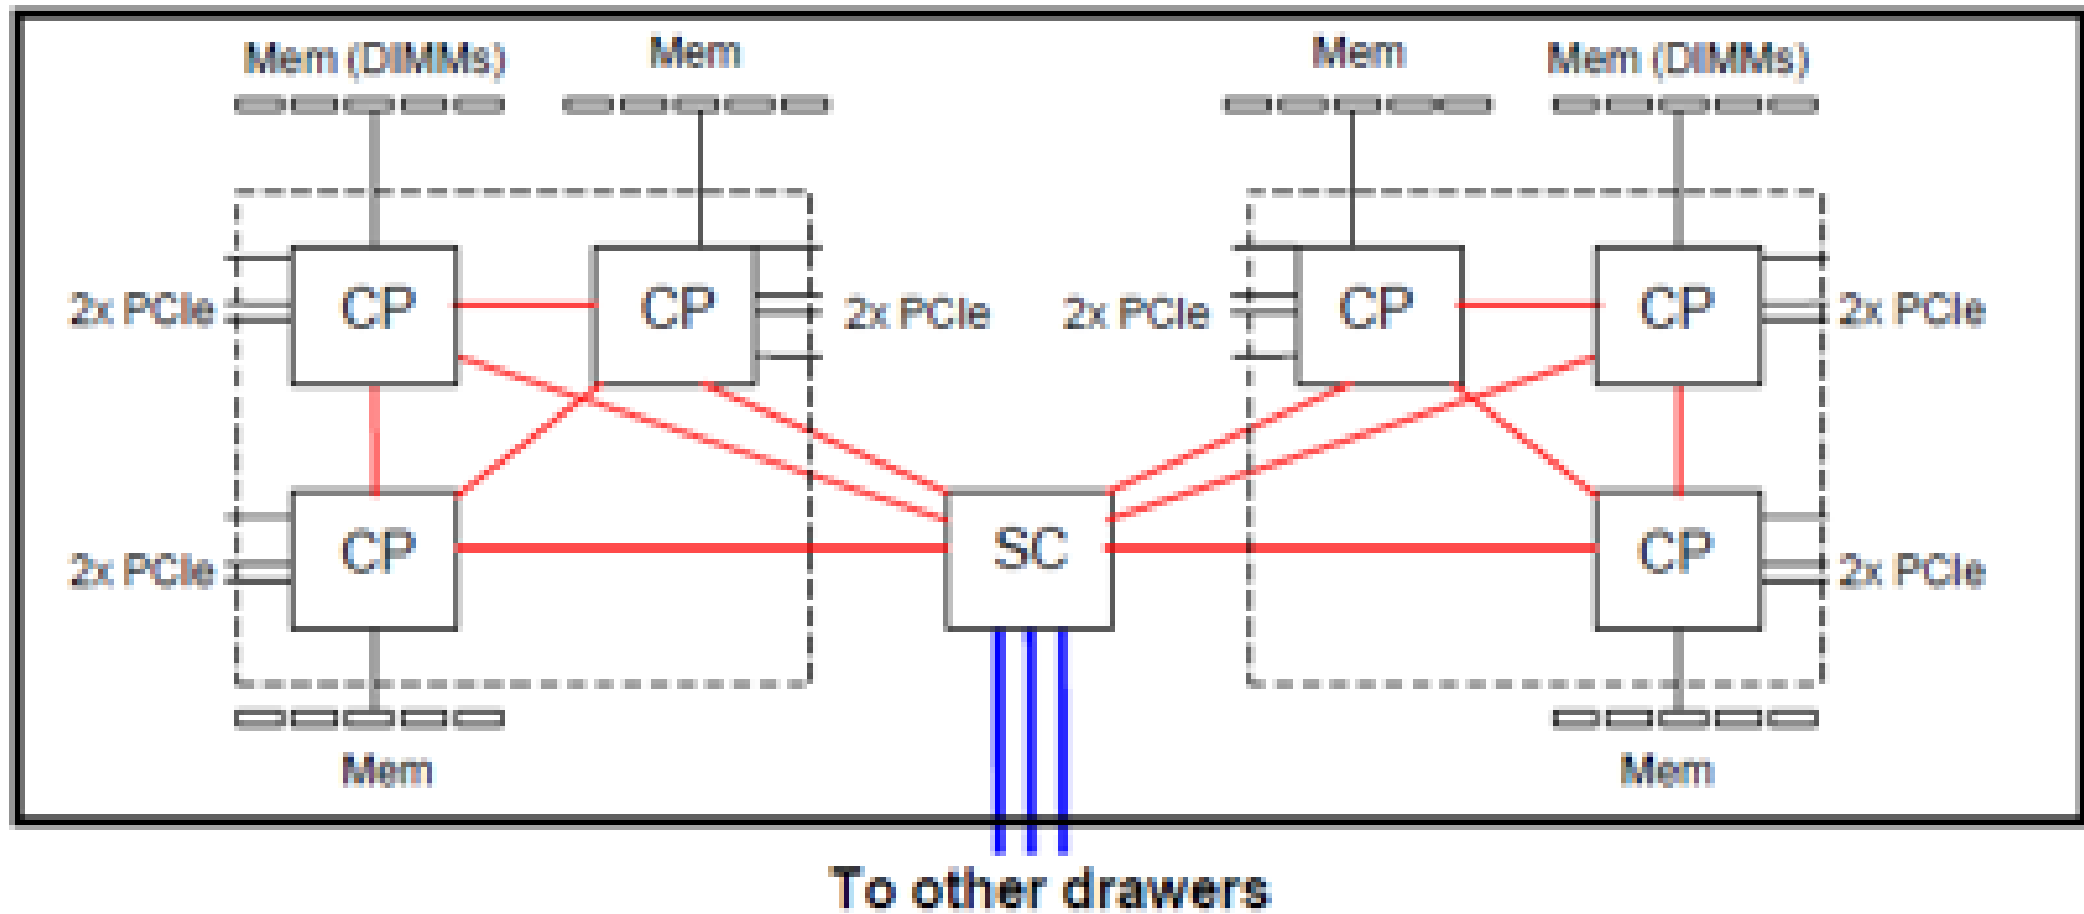 Mem (DIMMs)
Mem
Mem
Mem (DIMMs)
2x PCIe
CP
CP
2x PCIe
2x PCIe
CP
CP
2x PCIe
2x PCIe
CP
SC
CP
2x PCIe
Mem
Mem
To other drawers